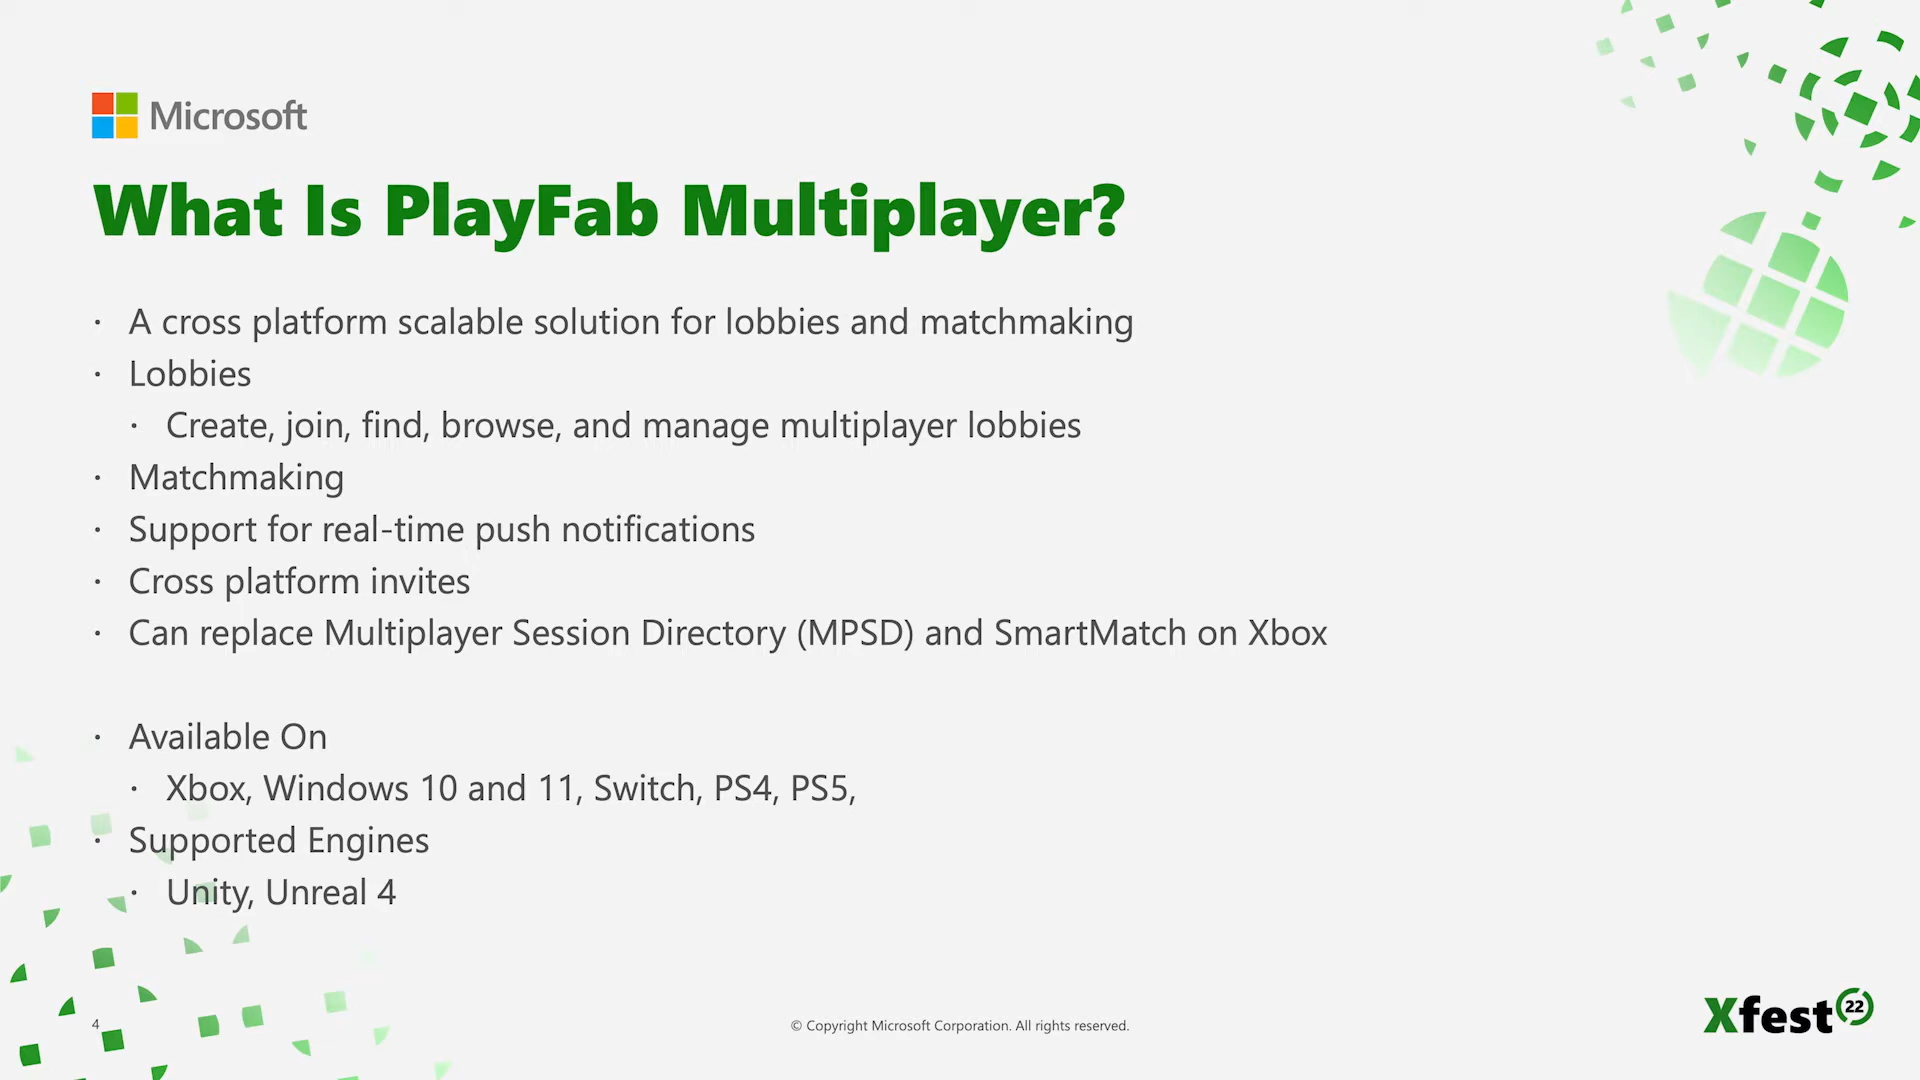 Microsoft
What Is PlayFab Multiplayer?
· A cross platform scalable solution for lobbies and matchmaking
· Lobbies
· Create, join, find, browse, and manage multiplayer lobbies
· Matchmaking
· Support for real-time push notifications
· Cross platform invites
· Can replace Multiplayer Session Directory (MPSD) and SmartMatch on Xbox
· Available On
· Xbox, Windows 10 and 11, Switch, PS4, PS5,
· Supported Engines
· Unity, Unreal 4
4
© Copyright Microsoft Corporation. All rights reserved.
Xfest 22